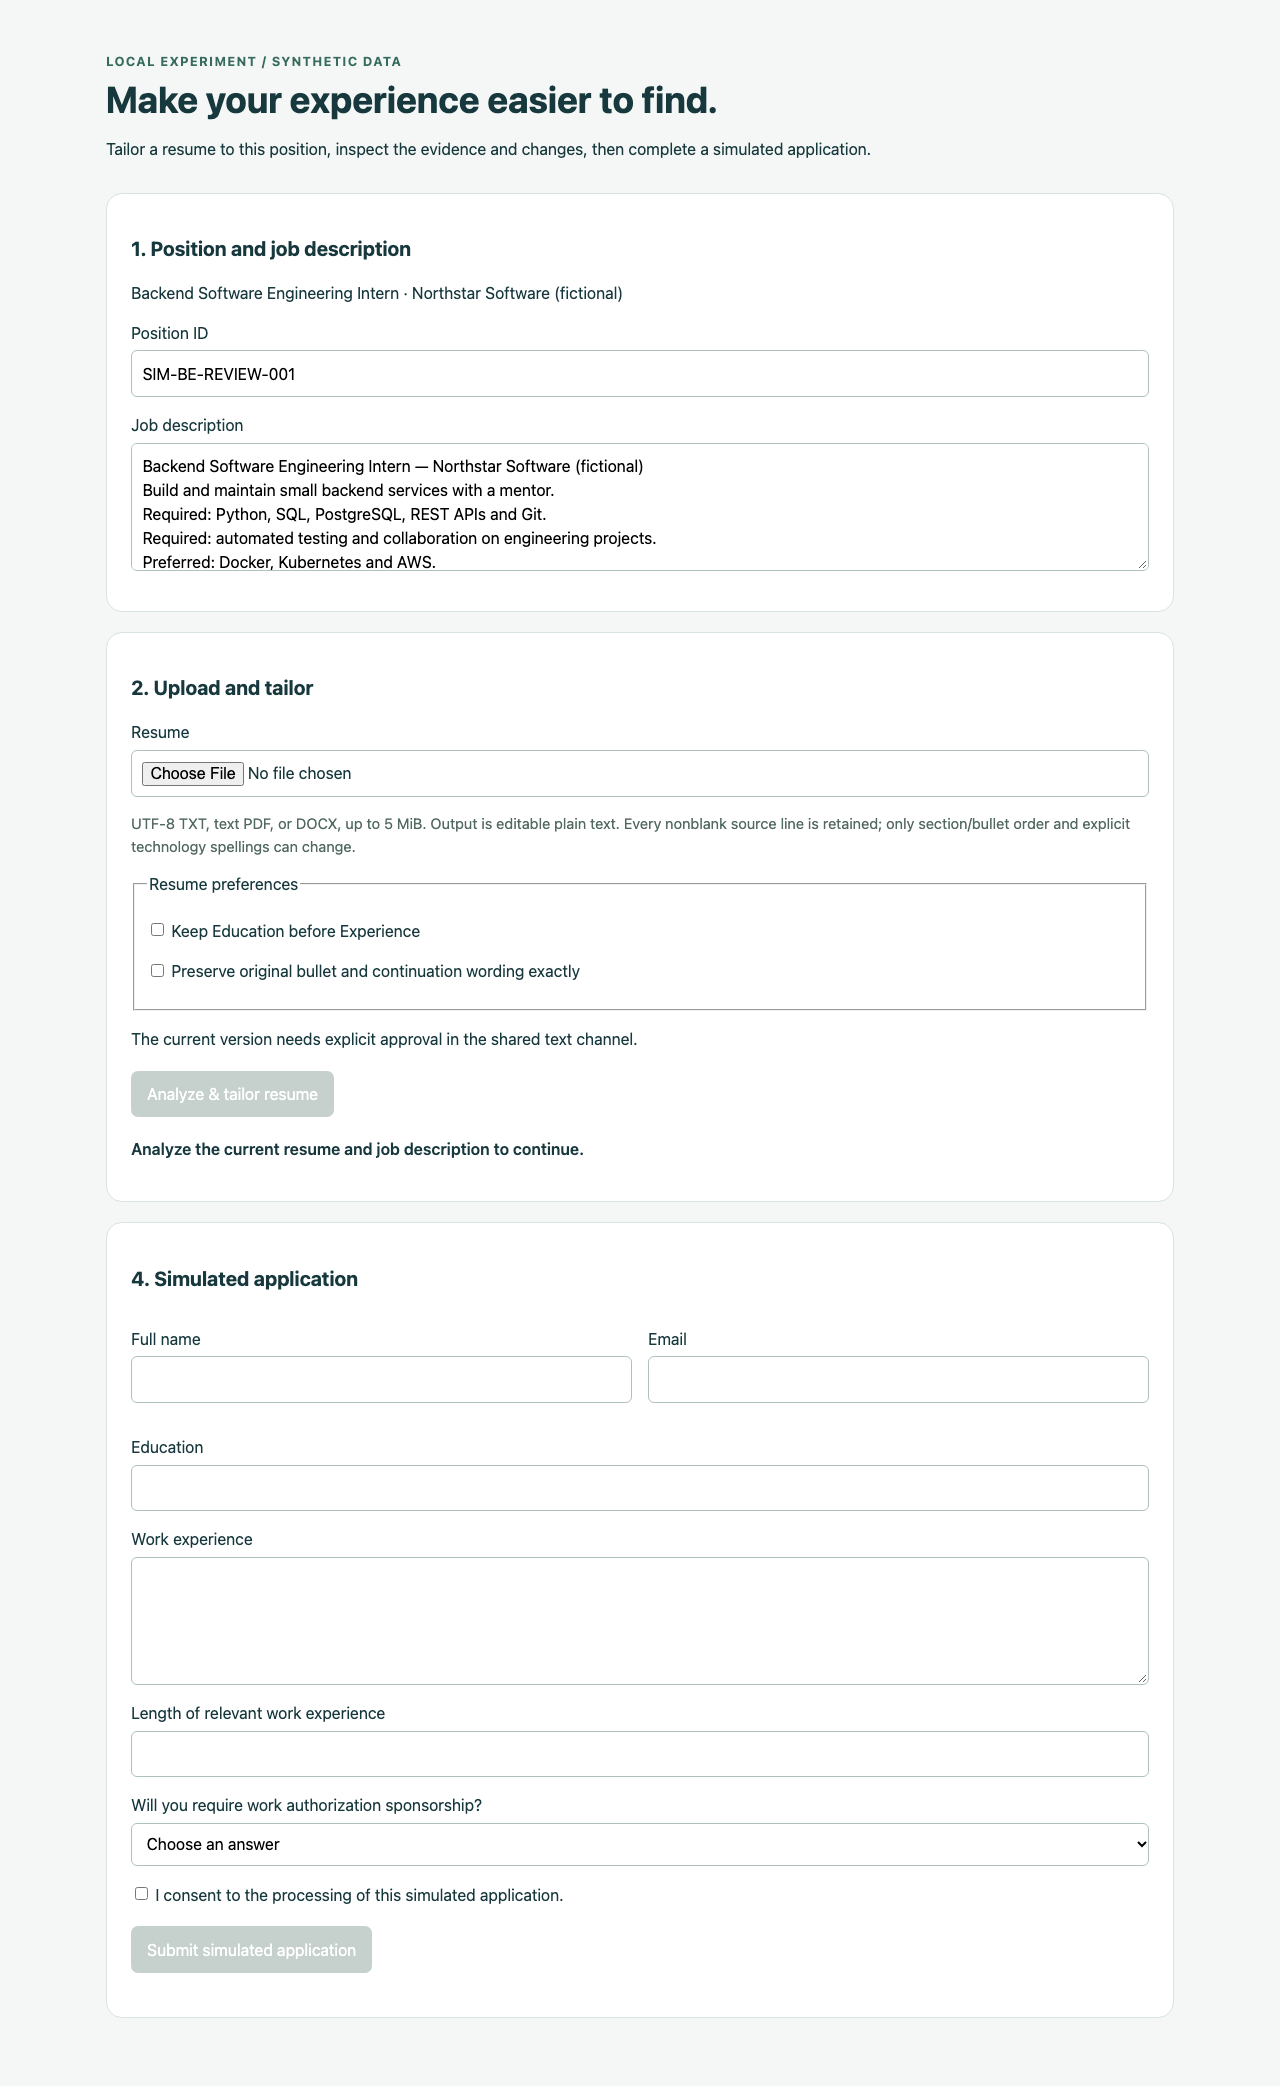 LOCAL EXPERIMENT / SYNTHETIC DATA
Make your experience easier to find.
Tailor a resume to this position, inspect the evidence and changes, then complete a simulated application.
1. Position and job description
Backend Software Engineering Intern · Northstar Software (fictional)
Position ID
SIM-BE-REVIEW-001
Job description
Backend Software Engineering Intern — Northstar Software (fictional)
Build and maintain small backend services with a mentor.
Required: Python, SQL, PostgreSQL, REST APIs and Git.
Required: automated testing and collaboration on engineering projects.
Preferred: Docker, Kubernetes and AWS.
2. Upload and tailor
Resume
Choose File No file chosen
UTF-8 TXT, text PDF, or DOCX, up to 5 MiB. Output is editable plain text. Every nonblank source line is retained; only section/bullet order and explicit
technology spellings can change.
Resume preferences
Keep Education before Experience
Preserve original bullet and continuation wording exactly
The current version needs explicit approval in the shared text channel.
Analyze & tailor resume
Analyze the current resume and job description to continue.
4. Simulated application
Full name
Email
Education
Work experience
Length of relevant work experience
Will you require work authorization sponsorship?
Choose an answer
I consent to the processing of this simulated application.
Submit simulated application